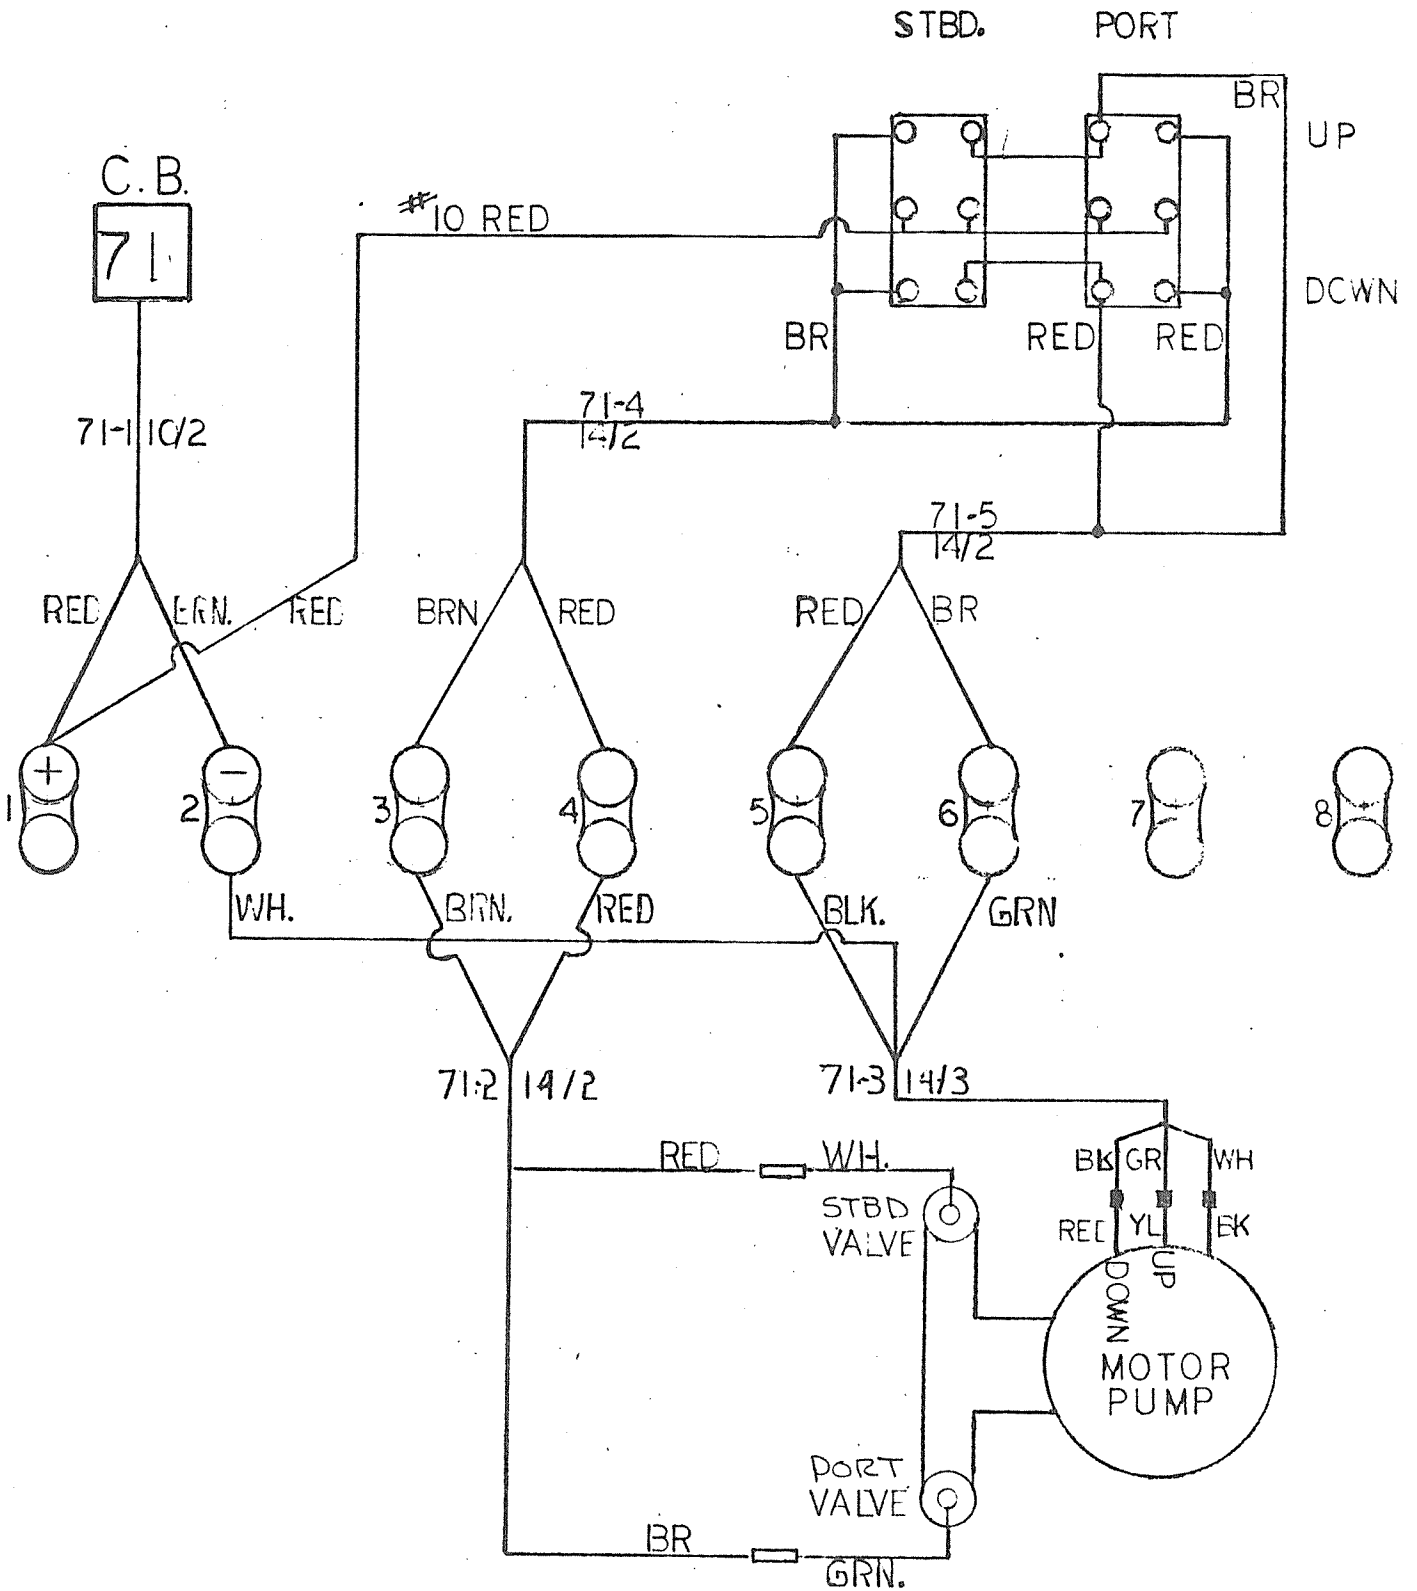 STBD. PORT
BR
UP
C. B.
71
#10 RED
DOWN
BR
RED
RED
71-4
14/2
71-1 10/2
71-5
14/2
RED
BRN.
RED
BRN
RED
RED
BR
+
-
1
2
3
4
5
6
7
8
WH.
BRN.
RED
BLK.
GRN
71-2 14/2
71-3 14/3
RED
WH.
BK
GR
WH
STBD
VALVE
RED
YL
BK
UP
DOWN
MOTOR
PUMP
PORT
VALVE
BR
GRN.